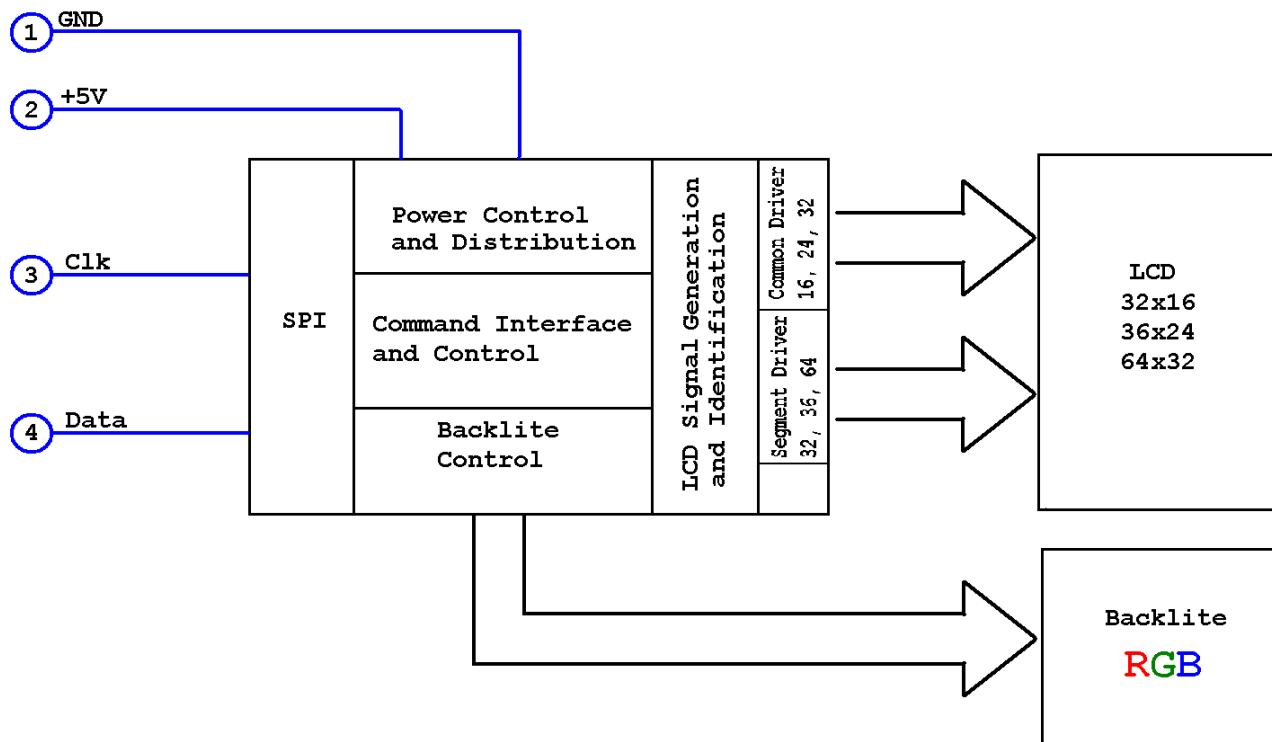 1
GND
2
+5V
3
Clk
4
Data
SPI
Power Control
and Distribution
Command Interface
and Control
Backlite
Control
LCD Signal Generation
and Identification
Common Driver
16, 24, 32
Segment Driver
32, 36, 64
LCD
32x16
36x24
64x32
Backlite
RGB